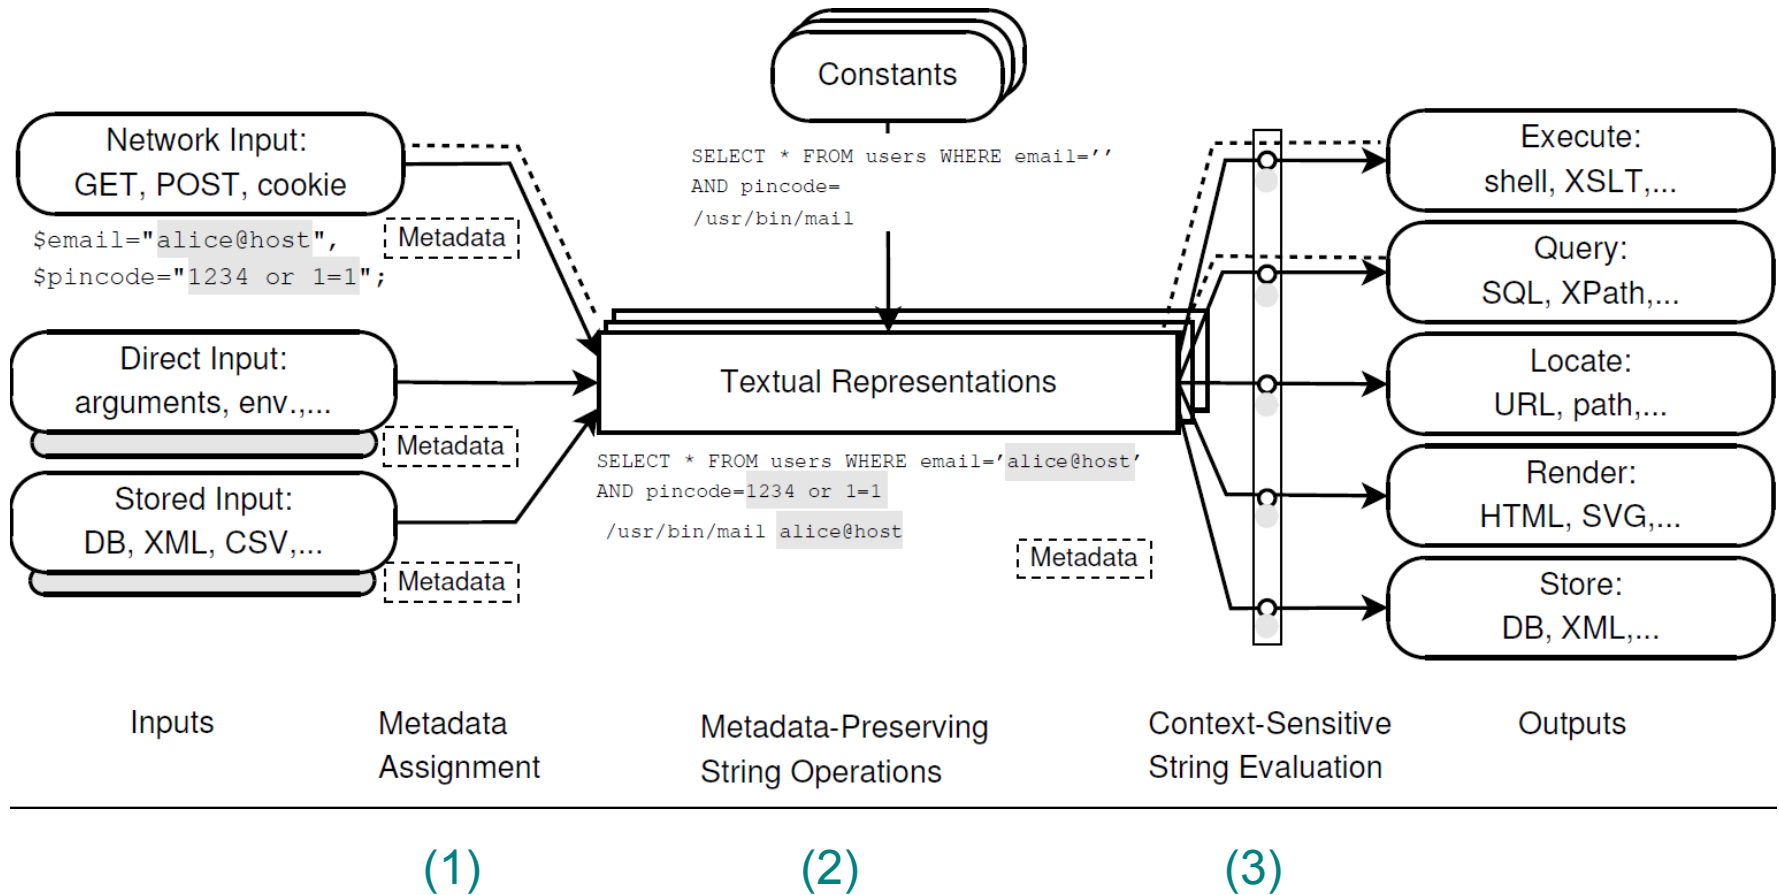 Constants
Network Input:
GET, POST, cookie
$email="alice@host",
$pincode="1234 or 1=1";
Metadata
SELECT * FROM users WHERE email=’’
AND pincode=
/usr/bin/mail
Execute:
shell, XSLT,...
Query:
SQL, XPath,...
Direct Input:
arguments, env.,...
Metadata
Textual Representations
Locate:
URL, path,...
Stored Input:
DB, XML, CSV,...
Metadata
SELECT * FROM users WHERE email=’alice@host’
AND pincode=1234 or 1=1
/usr/bin/mail alice@host
Metadata
Render:
HTML, SVG,...
Store:
DB, XML,...
Inputs
Metadata
Assignment
Metadata-Preserving
String Operations
Context-Sensitive
String Evaluation
Outputs
(1)
(2)
(3)